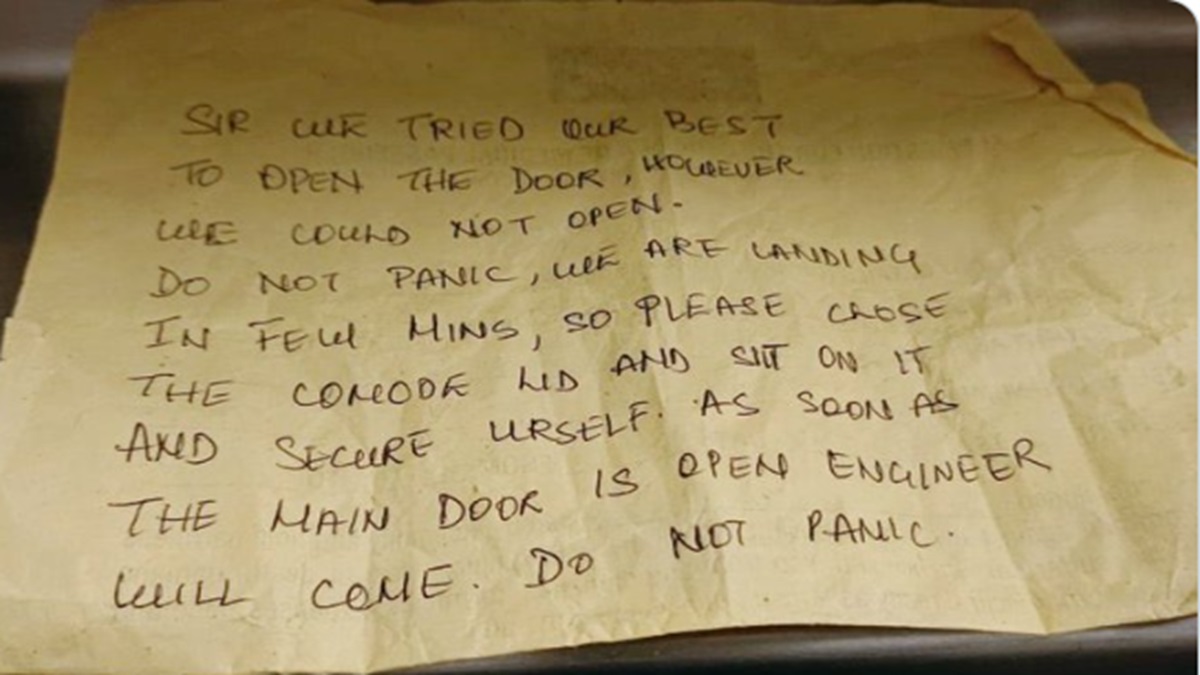 SIR WE TRIED OUR BEST
TO OPEN THE DOOR, HOWEVER
WE COULD NOT OPEN.
DO NOT PANIC, WE ARE LANDING
IN FEW MINS, SO PLEASE CLOSE
THE COMODE LID AND SIT ON IT
AND SECURE URSELF. AS SOON AS
THE MAIN DOOR IS OPEN ENGINEER
WILL COME. DO NOT PANIC.